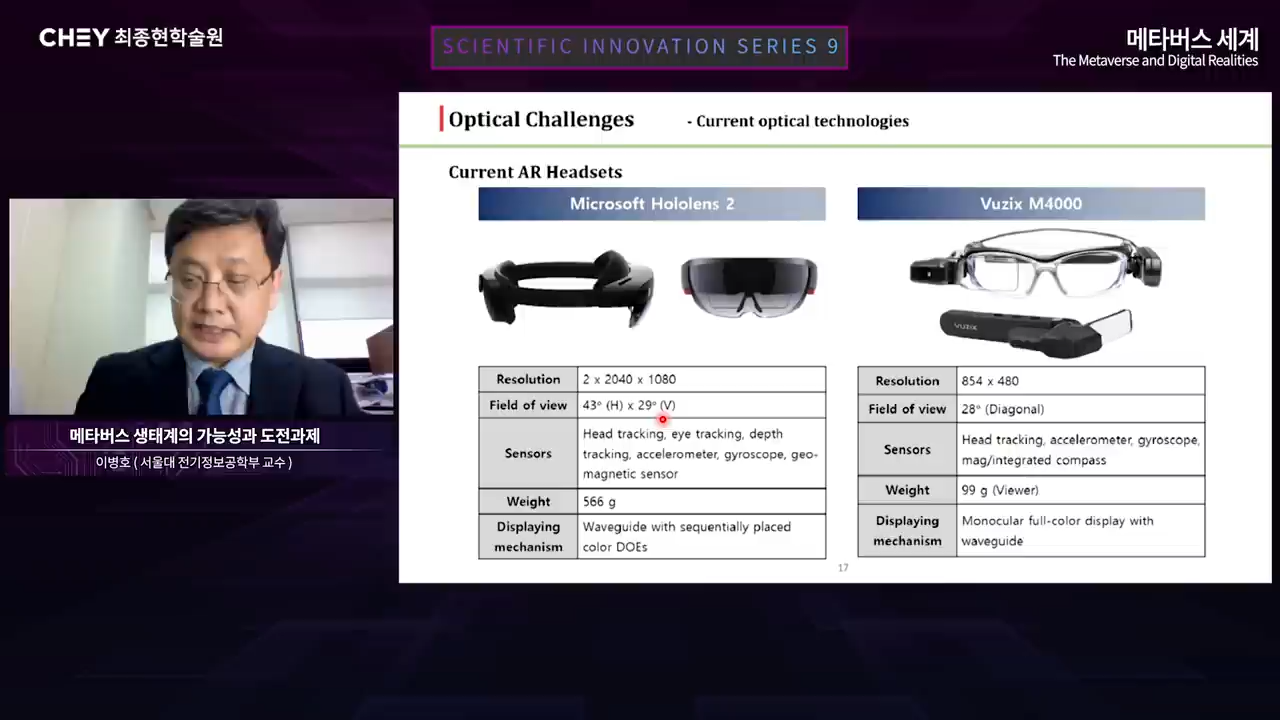 CHEY 최종현학술원
SCIENTIFIC INNOVATION SERIES 9
메타버스 세계
The Metaverse and Digital Realities
메타버스 생태계의 가능성과 도전과제
이병호 ( 서울대 전기정보공학부 교수 )
Optical Challenges - Current optical technologies
Current AR Headsets
Microsoft Hololens 2
Resolution 2 x 2040 x 1080
Field of view 43° (H) x 29° (V)
Sensors Head tracking, eye tracking, depth
tracking, accelerometer, gyroscope, geo-
magnetic sensor
Weight 566 g
Displaying mechanism Waveguide with sequentially placed
color DOEs
Vuzix M4000
VUZIX
Resolution 854 x 480
Field of view 28° (Diagonal)
Sensors Head tracking, accelerometer, gyroscope,
mag/integrated compass
Weight 99 g (Viewer)
Displaying mechanism Monocular full-color display with
waveguide
17